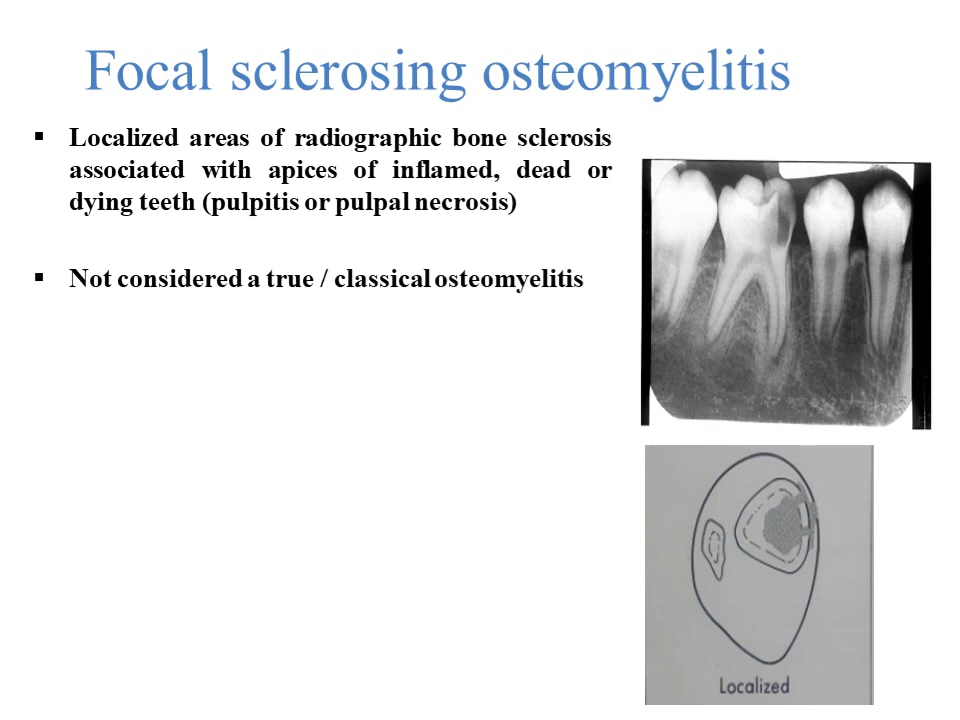 Focal sclerosing osteomyelitis
▪ Localized areas of radiographic bone sclerosis
associated with apices of inflamed, dead or
dying teeth (pulpitis or pulpal necrosis)
▪ Not considered a true / classical osteomyelitis
Localized